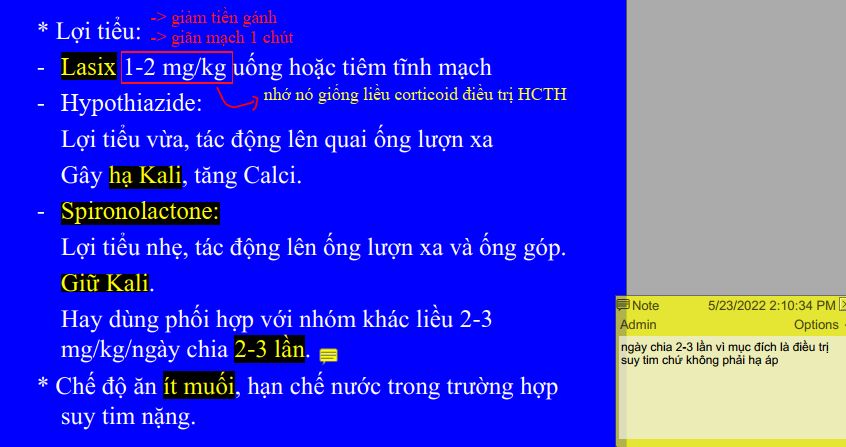 * Lợi tiểu:
-> giảm tiền gánh
-> giãn mạch 1 chút
- Lasix 1-2 mg/kg uống hoặc tiêm tĩnh mạch
nhớ nó giống liều corticoid điều trị HCTH
- Hypothiazide:
Lợi tiểu vừa, tác động lên quai ống lượn xa
Gây hạ Kali, tăng Calci.
- Spironolactone:
Lợi tiểu nhẹ, tác động lên ống lượn xa và ống góp.
Giữ Kali.
Hay dùng phối hợp với nhóm khác liều 2-3
mg/kg/ngày chia 2-3 lần.
* Chế độ ăn ít muối, hạn chế nước trong trường hợp
suy tim nặng.
Note 5/23/2022 2:10:34 PM
Admin Options
ngày chia 2-3 lần vì mục đích là điều trị
suy tim chứ không phải hạ áp